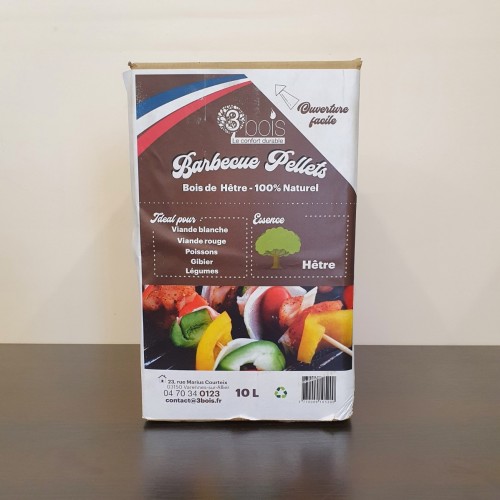 Ouverture
facile
3bois
Le confort durable
Barbecue Pellets
Bois de Hêtre - 100% Naturel
Ideal pour :
Viande blanche
Viande rouge
Poissons
Gibier
Légumes
Essence
Hêtre
23, rue Marius Courteix
03150 Varennes-sur-Allier
04 70 34 0123
contact@3bois.fr
10 L